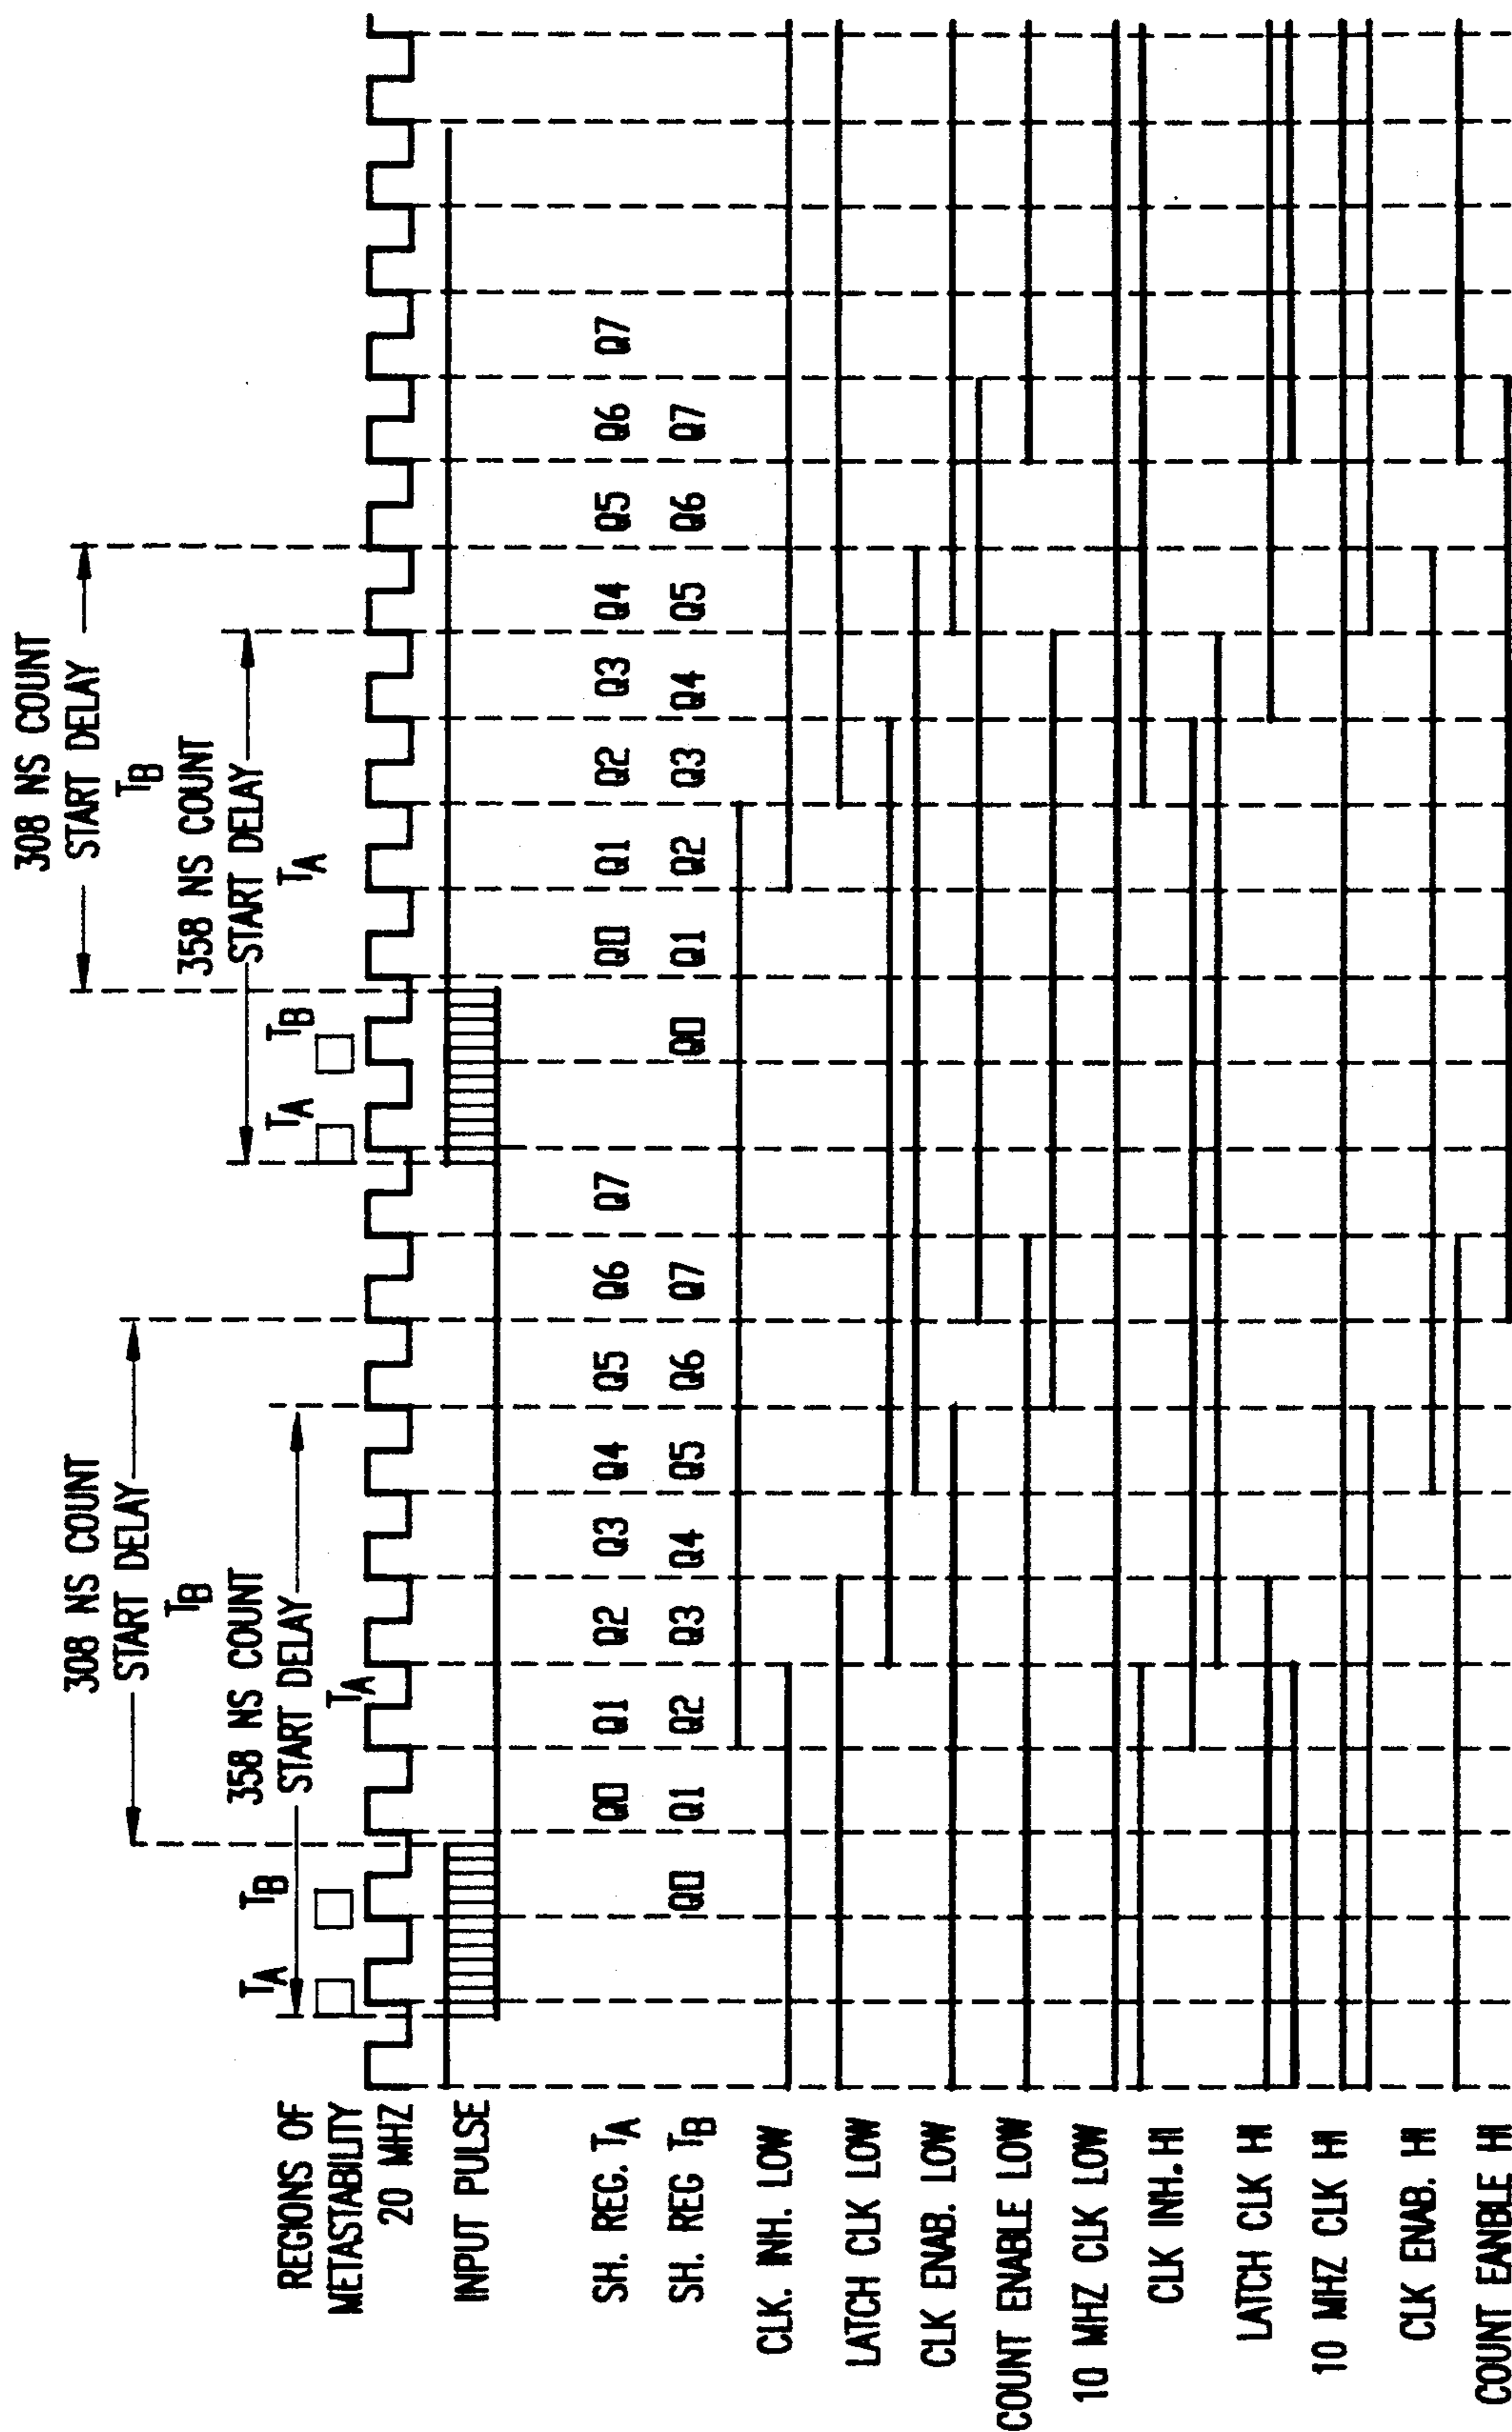 308 NS COUNT
START DELAY
TB
358 NS COUNT
START DELAY
TA
308 NS COUNT
START DELAY
TB
358 NS COUNT
START DELAY
TA
TA TB
TA TB
REGIONS OF
METASTABILITY
20 MHZ
INPUT PULSE
SH. REG. TA Q0 Q1 Q2 Q3 Q4 Q5 Q6 Q7 Q0 Q1 Q2 Q3 Q4 Q5 Q6 Q7
SH. REG TB Q0 Q1 Q2 Q3 Q4 Q5 Q6 Q7 Q0 Q1 Q2 Q3 Q4 Q5 Q6 Q7
CLK. INH. LOW
LATCH CLK LOW
CLK ENAB. LOW
COUNT ENABLE LOW
10 MHZ CLK LOW
CLK INH. HI
LATCH CLK HI
10 MHZ CLK HI
CLK ENAB. HI
COUNT EANBLE HI